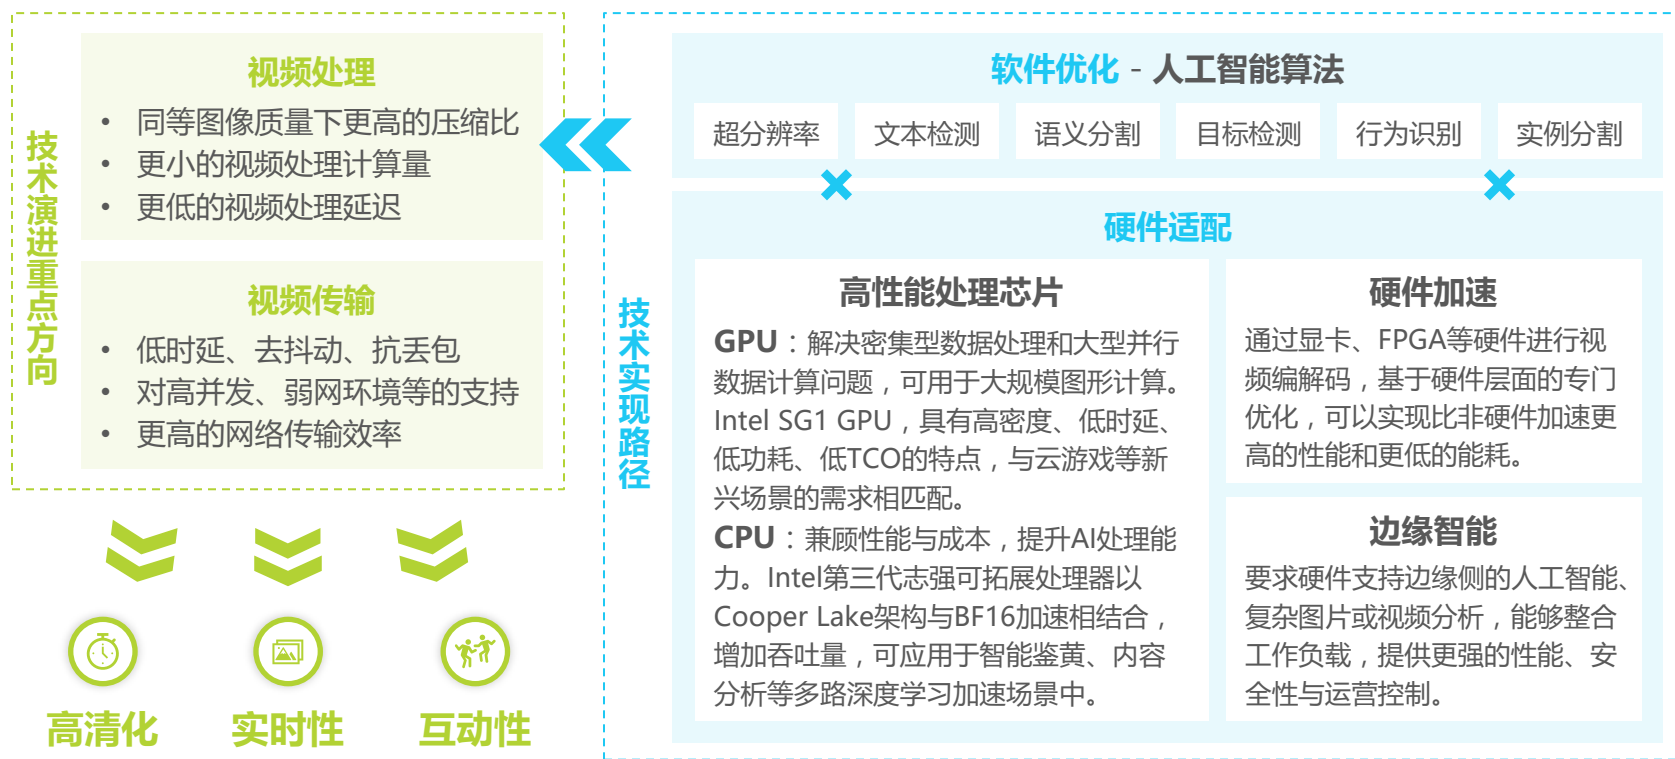 技术演进重点方向
视频处理
• 同等图像质量下更高的压缩比
• 更小的视频处理计算量
• 更低的视频处理延迟
视频传输
• 低时延、去抖动、抗丢包
• 对高并发、弱网环境等的支持
• 更高的网络传输效率
高清化
实时性
互动性
技术实现路径
软件优化 - 人工智能算法
超分辨率
文本检测
语义分割
目标检测
行为识别
实例分割
硬件适配
高性能处理芯片
GPU：解决密集型数据处理和大型并行
数据计算问题，可用于大规模图形计算。
Intel SG1 GPU，具有高密度、低时延、
低功耗、低TCO的特点，与云游戏等新
兴场景的需求相匹配。
CPU：兼顾性能与成本，提升AI处理能
力。Intel第三代志强可拓展处理器以
Cooper Lake架构与BF16加速相结合，
增加吞吐量，可应用于智能鉴黄、内容
分析等多路深度学习加速场景中。
硬件加速
通过显卡、FPGA等硬件进行视
频编解码，基于硬件层面的专门
优化，可以实现比非硬件加速更
高的性能和更低的能耗。
边缘智能
要求硬件支持边缘侧的人工智能、
复杂图片或视频分析，能够整合
工作负载，提供更强的性能、安
全性与运营控制。